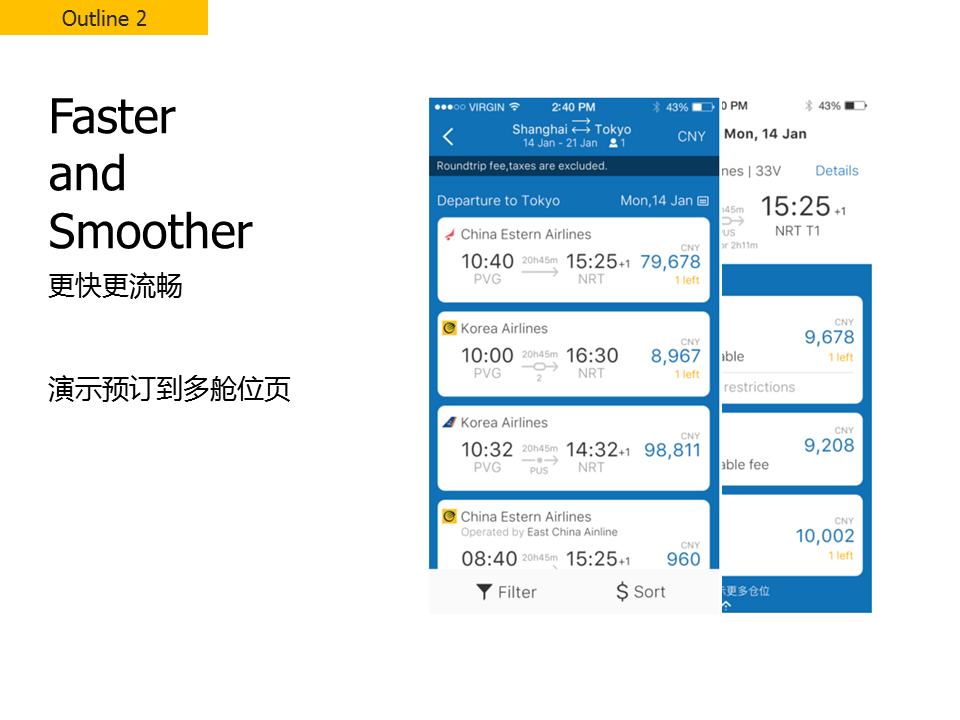 Outline 2
Faster
and
Smoother
更快更流畅
演示预订到多舱位页
VIRGIN 2:40 PM 43%
Shanghai Tokyo
14 Jan - 21 Jan 1 CNY
Roundtrip fee,taxes are excluded.
Departure to Tokyo Mon,14 Jan
China Estern Airlines
CNY
10:40 20h45m 15:25+1 79,678
PVG NRT 1 left
Korea Airlines
CNY
10:00 20h45m 16:30 8,967
PVG 2 NRT 1 left
Korea Airlines
CNY
10:32 20h45m 14:32+1 98,811
PVG PUS NRT
China Estern Airlines
Operated by East China Ainline
CNY
08:40 20h45m 15:25+1 960
Filter $ Sort
0 PM 43%
Mon, 14 Jan
nes | 33V Details
h45m 15:25 +1
US NRT T1
or 2h11m
CNY
9,678
able 1 left
restrictions
CNY
9,208
able fee
CNY
10,002
1 left
示更多仓位